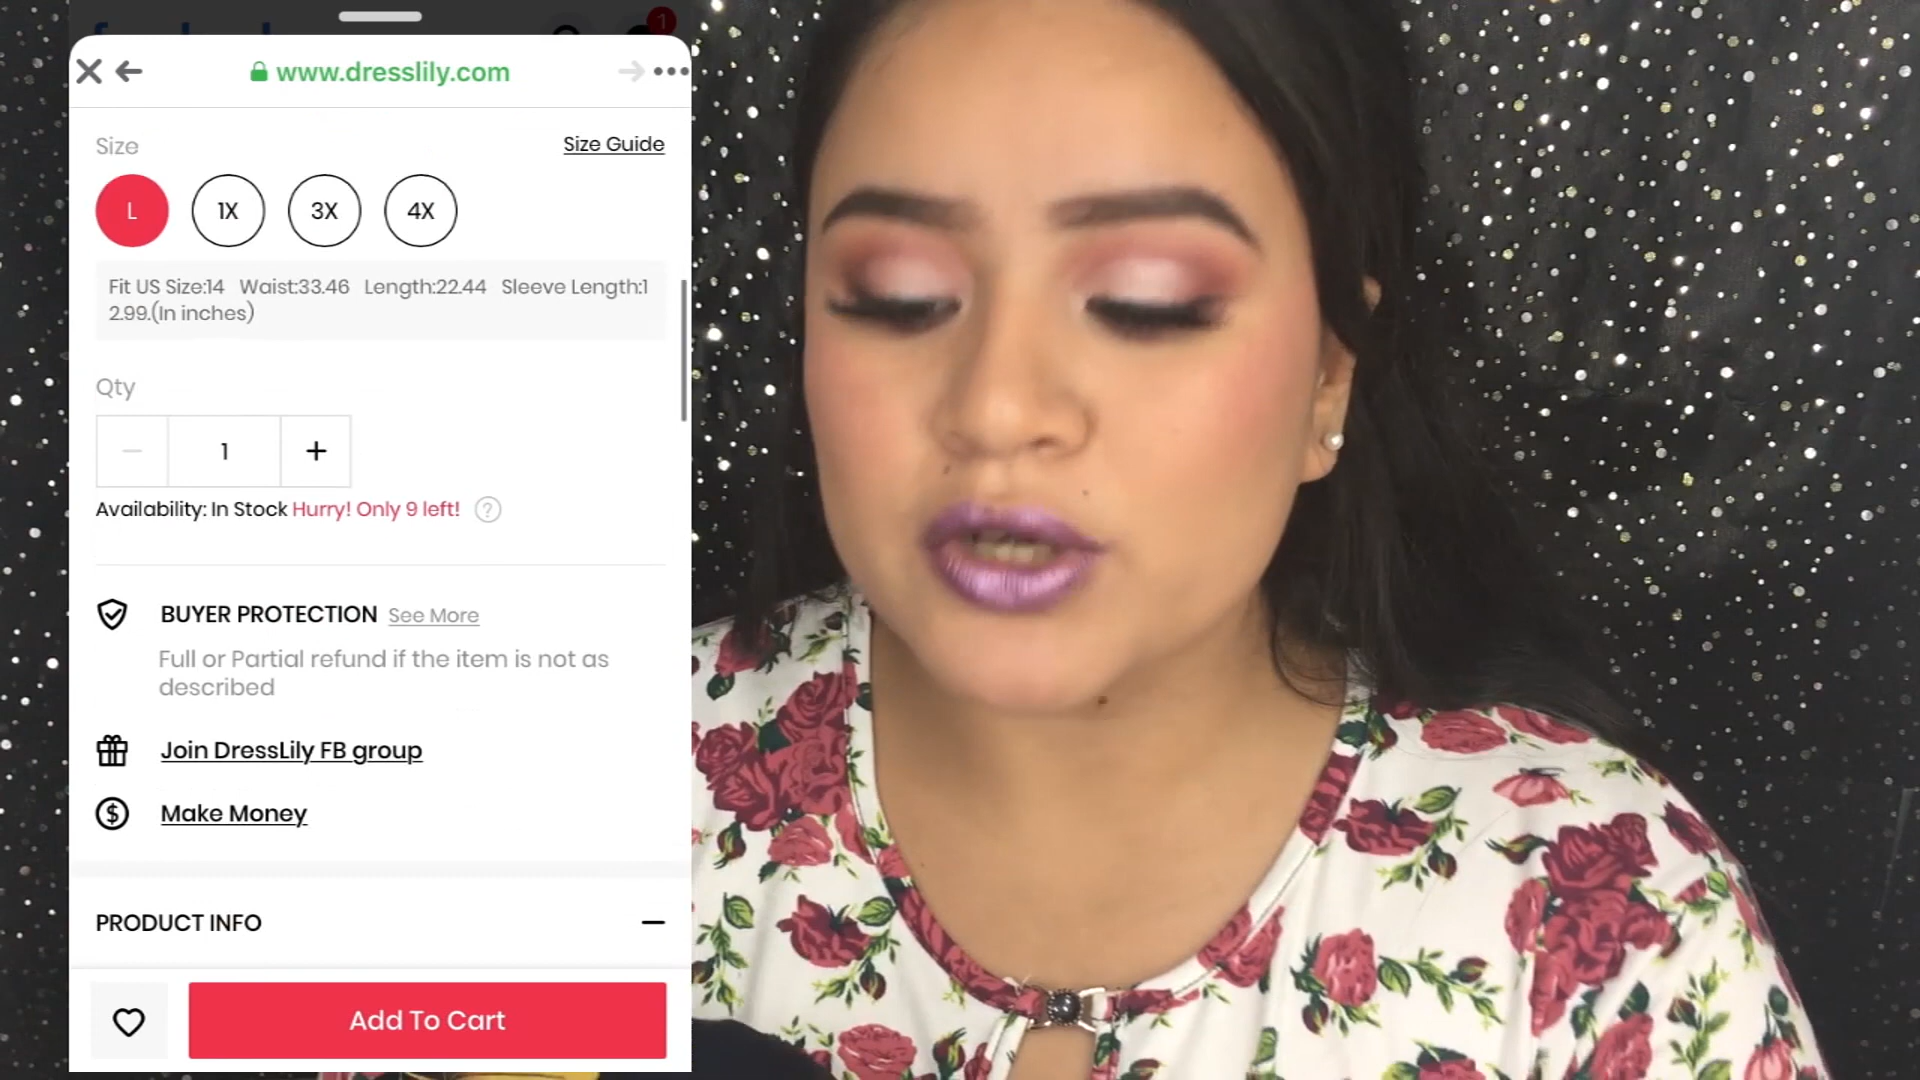 1
www.dresslily.com
Size
Size Guide
L 1X 3X 4X
Fit US Size:14 Waist:33.46 Length:22.44 Sleeve Length:1
2.99.(In inches)
Qty
1
Availability: In Stock Hurry! Only 9 left!
BUYER PROTECTION See More
Full or Partial refund if the item is not as
described
Join DressLily FB group
Make Money
PRODUCT INFO
Add To Cart